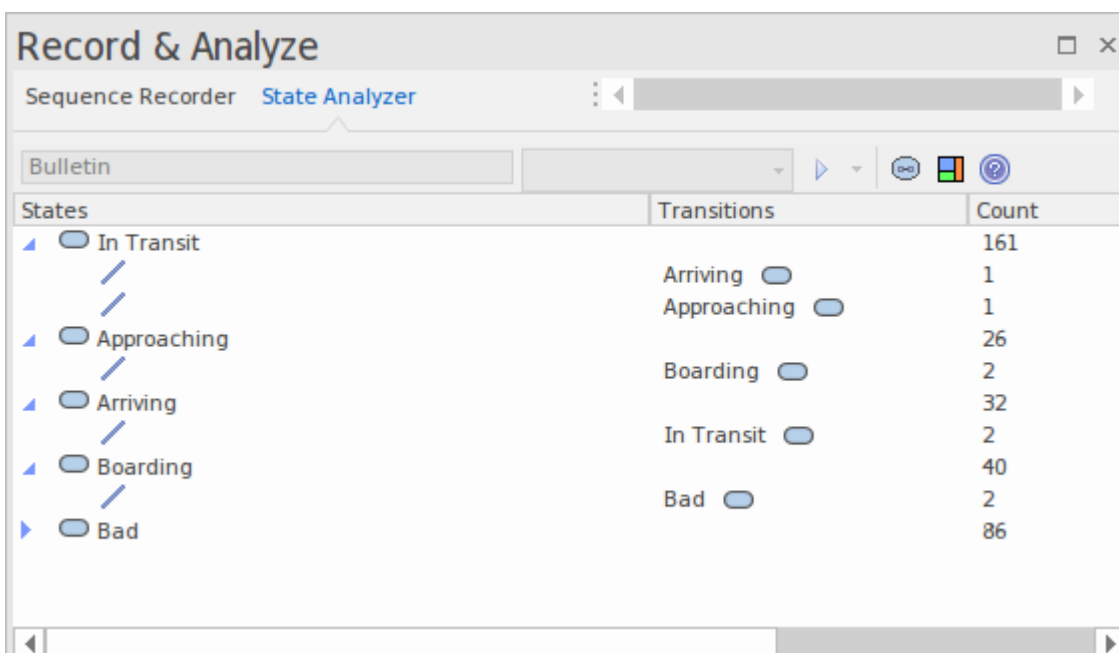 Record & Analyze
Sequence Recorder State Analyzer
Bulletin
States Transitions Count
In Transit 161
Arriving 1
Approaching 1
Approaching 26
Boarding 2
Arriving 32
In Transit 2
Boarding 40
Bad 2
Bad 86